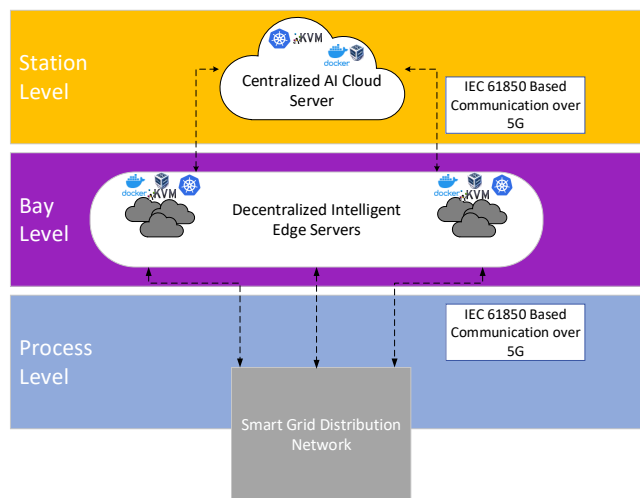 Station
Level
KVM
docker
Centralized AI Cloud
Server
IEC 61850 Based
Communication over
5G
Bay
Level
docker
KVM
docker
KVM
Decentralized Intelligent
Edge Servers
Process
Level
IEC 61850 Based
Communication over
5G
Smart Grid Distribution
Network